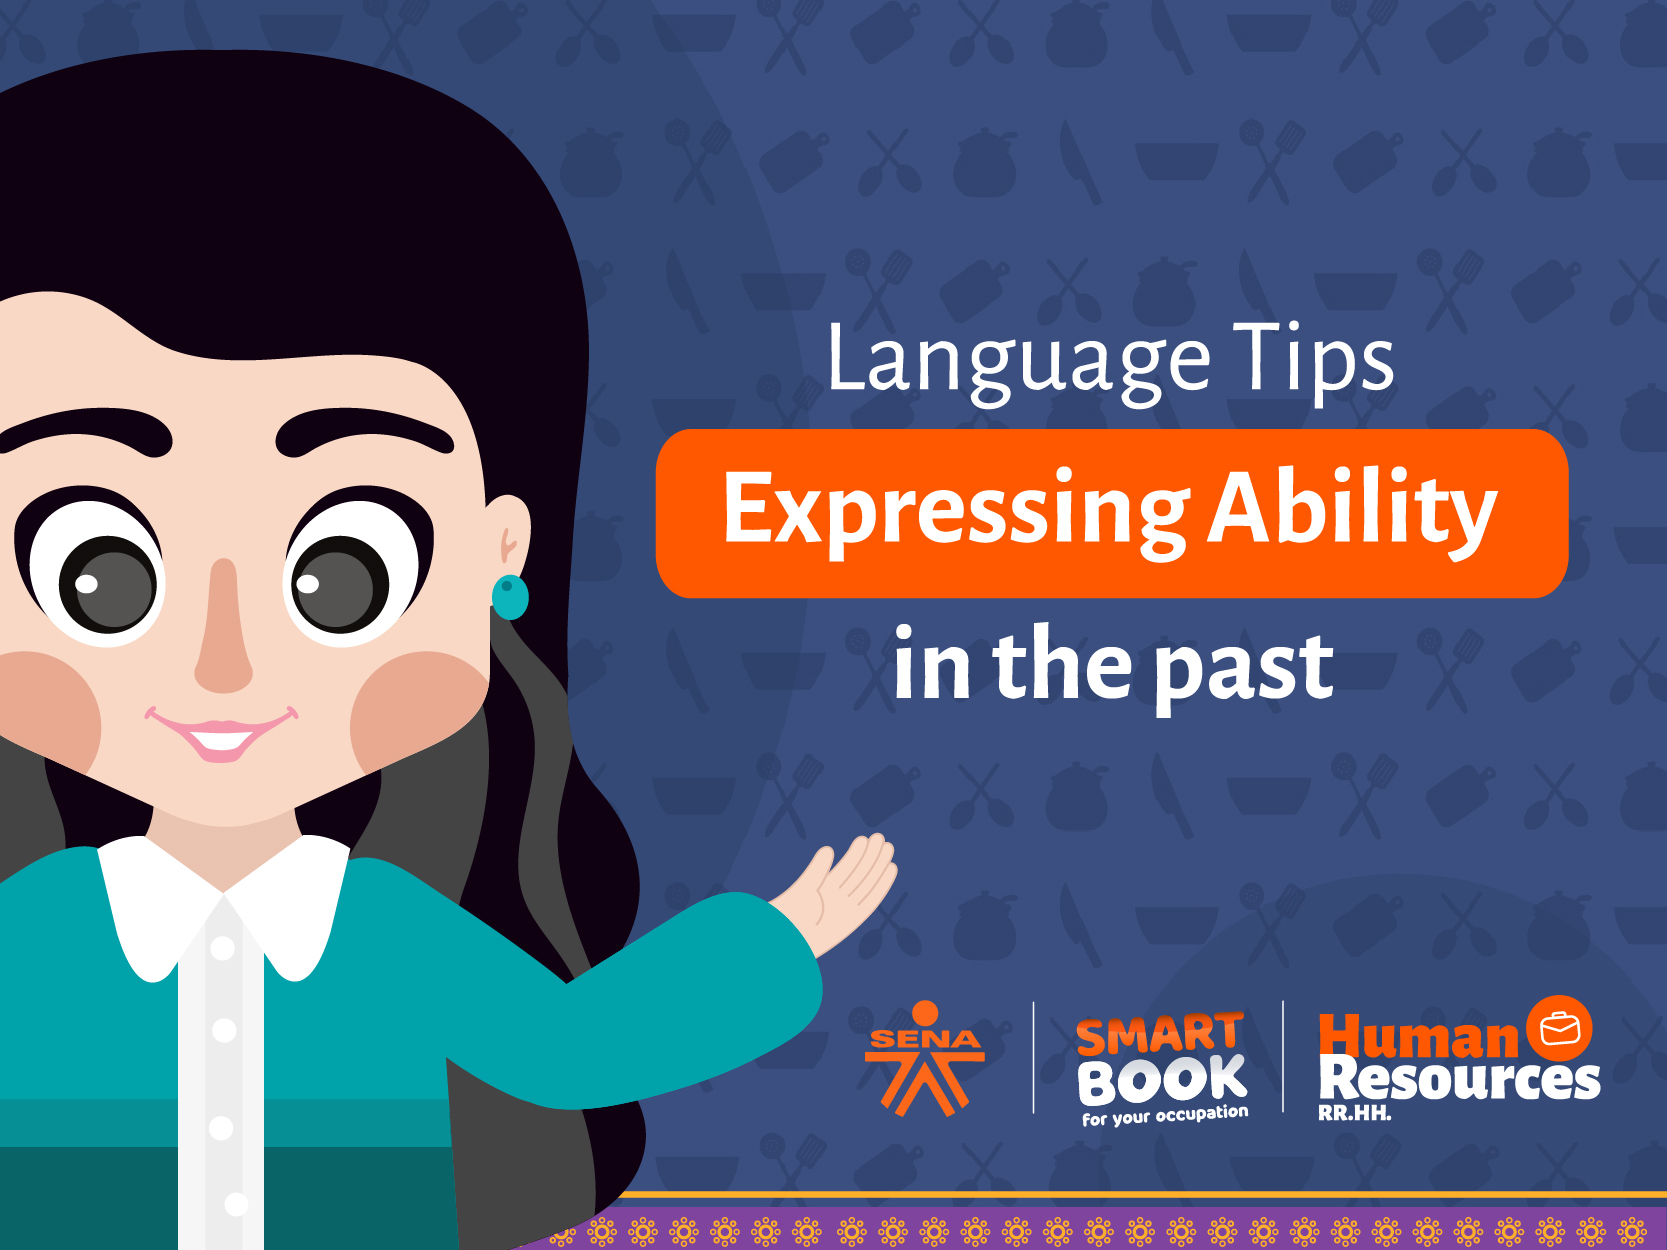 Language Tips
Expressing Ability
in the past
SENA
SMART
BOOK
for your occupation
Human
Resources
RR.HH.